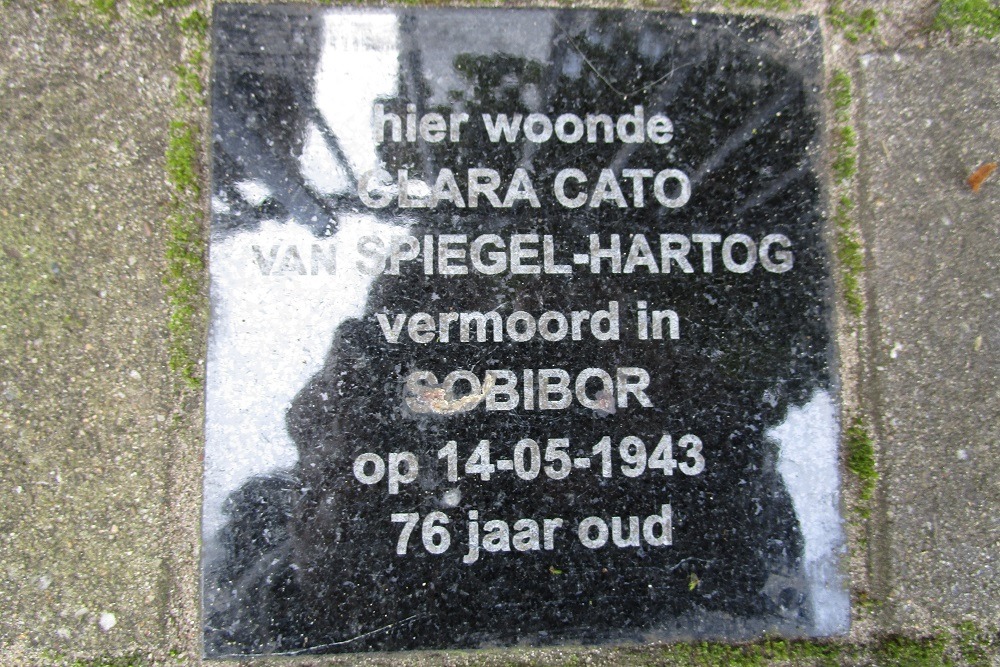 hier woonde
CLARA CATO
VAN SPIEGEL-HARTOG
vermoord in
SOBIBOR
op 14-05-1943
76 jaar oud